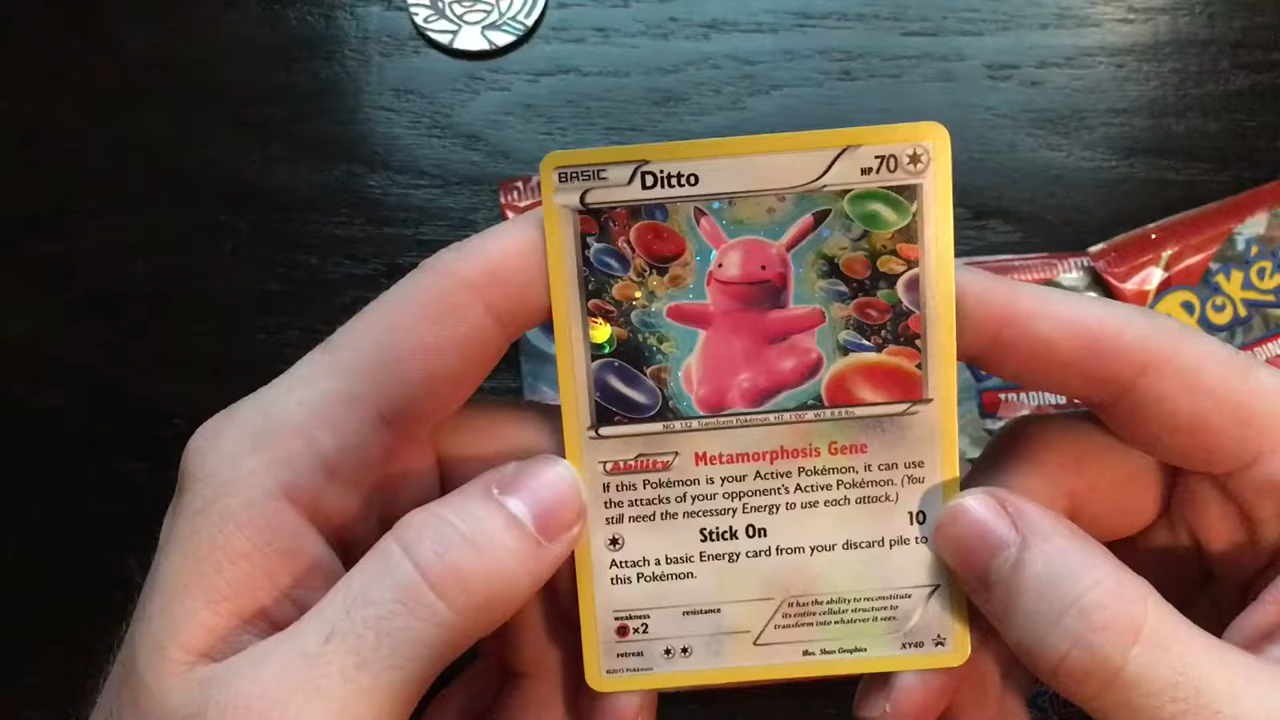 BASIC
Ditto
HP70
NO. 132 Transform Pokémon. HT: 1'00" WT: 8.8 lbs.
Ability Metamorphosis Gene
If this Pokémon is your Active Pokémon, it can use
the attacks of your opponent's Active Pokémon. (You
still need the necessary Energy to use each attack.)
Stick On 10
Attach a basic Energy card from your discard pile to
this Pokémon.
weakness resistance
x2
It has the ability to reconstitute
its entire cellular structure to
transform into whatever it sees.
retreat
Illus. 5ban Graphics
XY40
©2015 Pokémon
Poké
TRADING